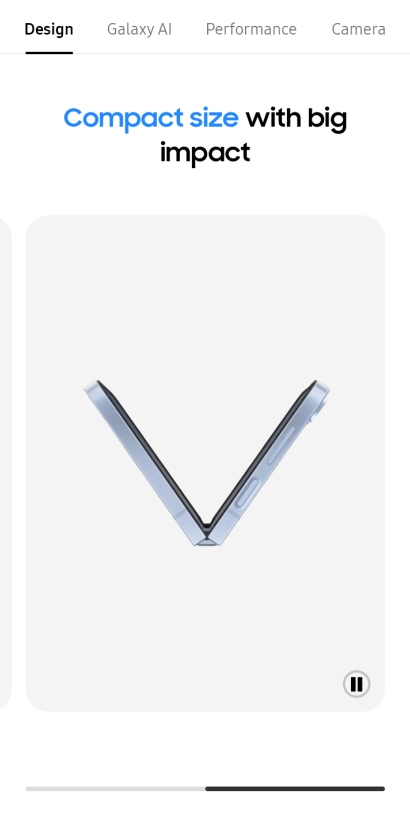 Design Galaxy AI Performance Camera
Compact size with big
impact